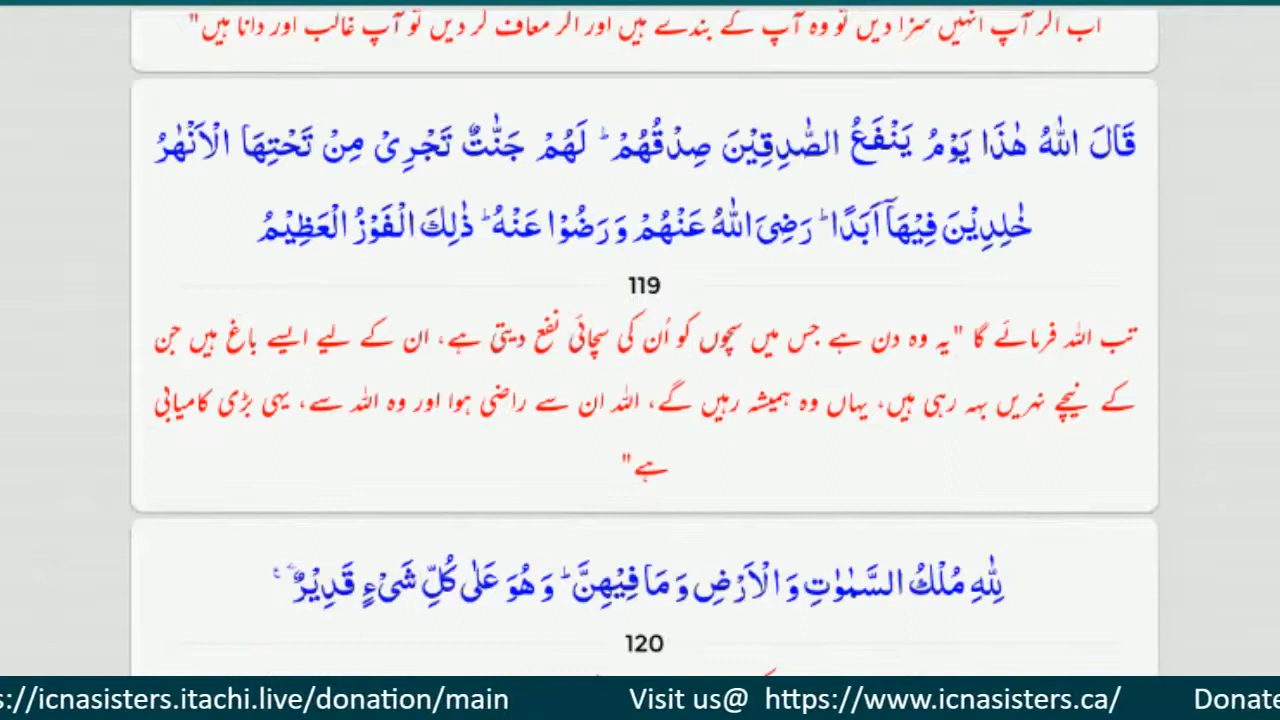 اب اگر آپ انہیں سزا دیں تو وہ آپ کے بندے ہیں اور اگر معاف کر دیں تو آپ غالب اور دانا ہیں"
قَالَ اللّٰهُ هٰذَا يَوْمُ يَنْفَعُ الصّٰدِقِيْنَ صِدْقُهُمْ ؕ لَهُمْ جَنّٰتٌ تَجْرِىْ مِنْ تَحْتِهَا الْاَنْهٰرُ
خٰلِدِيْنَ فِيْهَاۤ اَبَدًا ؕ رَضِىَ اللّٰهُ عَنْهُمْ وَرَضُوْا عَنْهُ ؕ ذٰلِكَ الْفَوْزُ الْعَظِيْمُ
119
تب اللہ فرمائے گا "یہ وہ دن ہے جس میں سچوں کو اُن کی سچائی نفع دیتی ہے، ان کے لیے ایسے باغ ہیں جن
کے نیچے نہریں بہہ رہی ہیں، یہاں وہ ہمیشہ رہیں گے، اللہ ان سے راضی ہوا اور وہ اللہ سے، یہی بڑی کامیابی
ہے"
لِلّٰهِ مُلْكُ السَّمٰوٰتِ وَالْاَرْضِ وَمَا فِيْهِنَّ ؕ وَهُوَ عَلٰى كُلِّ شَىْءٍ قَدِيْرٌ
120
s://icnasisters.itachi.live/donation/main Visit us@ https://www.icnasisters.ca/ Donate